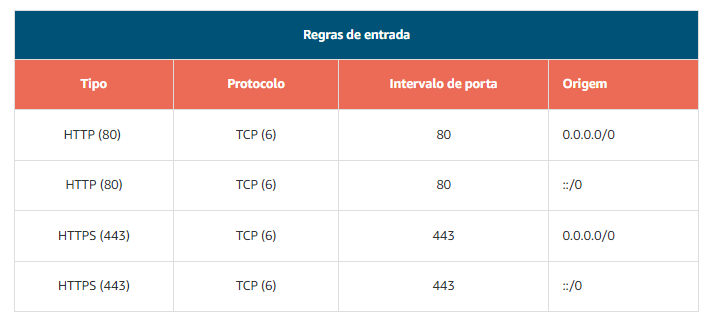 Regras de entrada
Tipo Protocolo Intervalo de porta Origem
HTTP (80) TCP (6) 80 0.0.0.0/0
HTTP (80) TCP (6) 80 ::/0
HTTPS (443) TCP (6) 443 0.0.0.0/0
HTTPS (443) TCP (6) 443 ::/0